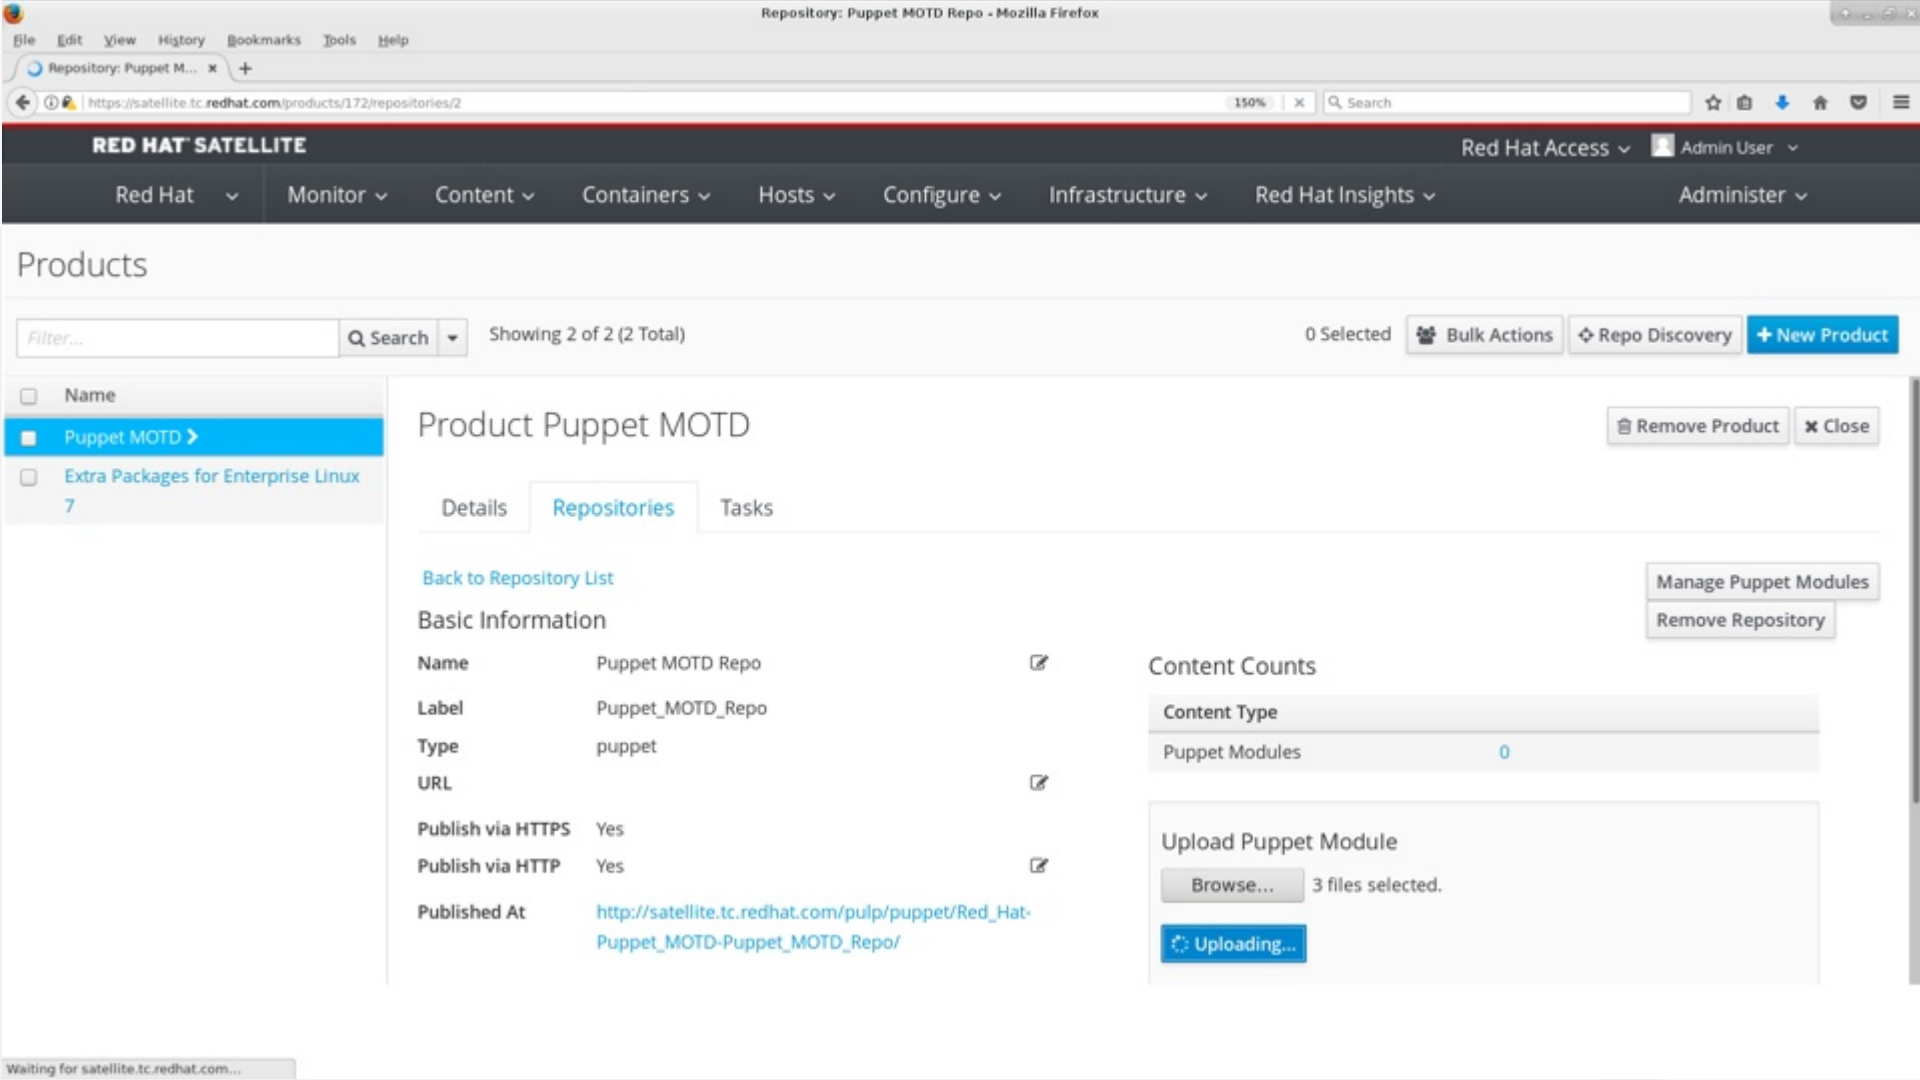 Repository: Puppet MOTD Repo - Mozilla Firefox
File Edit View History Bookmarks Tools Help
Repository: Puppet M...
https://satellite.tc.redhat.com/products/172/repositories/2
150%
Search
RED HAT SATELLITE
Red Hat Access
Admin User
Red Hat
Monitor
Content
Containers
Hosts
Configure
Infrastructure
Red Hat Insights
Administer
Products
Filter...
Search
Showing 2 of 2 (2 Total)
0 Selected
Bulk Actions
Repo Discovery
New Product
Name
Puppet MOTD
Extra Packages for Enterprise Linux
7
Product Puppet MOTD
Remove Product
Close
Details
Repositories
Tasks
Back to Repository List
Manage Puppet Modules
Remove Repository
Basic Information
Name Puppet MOTD Repo
Label Puppet_MOTD_Repo
Type puppet
URL
Publish via HTTPS Yes
Publish via HTTP Yes
Published At http://satellite.tc.redhat.com/pulp/puppet/Red_Hat-
Puppet_MOTD-Puppet_MOTD_Repo/
Content Counts
Content Type
Puppet Modules 0
Upload Puppet Module
Browse... 3 files selected.
Uploading...
Waiting for satellite.tc.redhat.com...